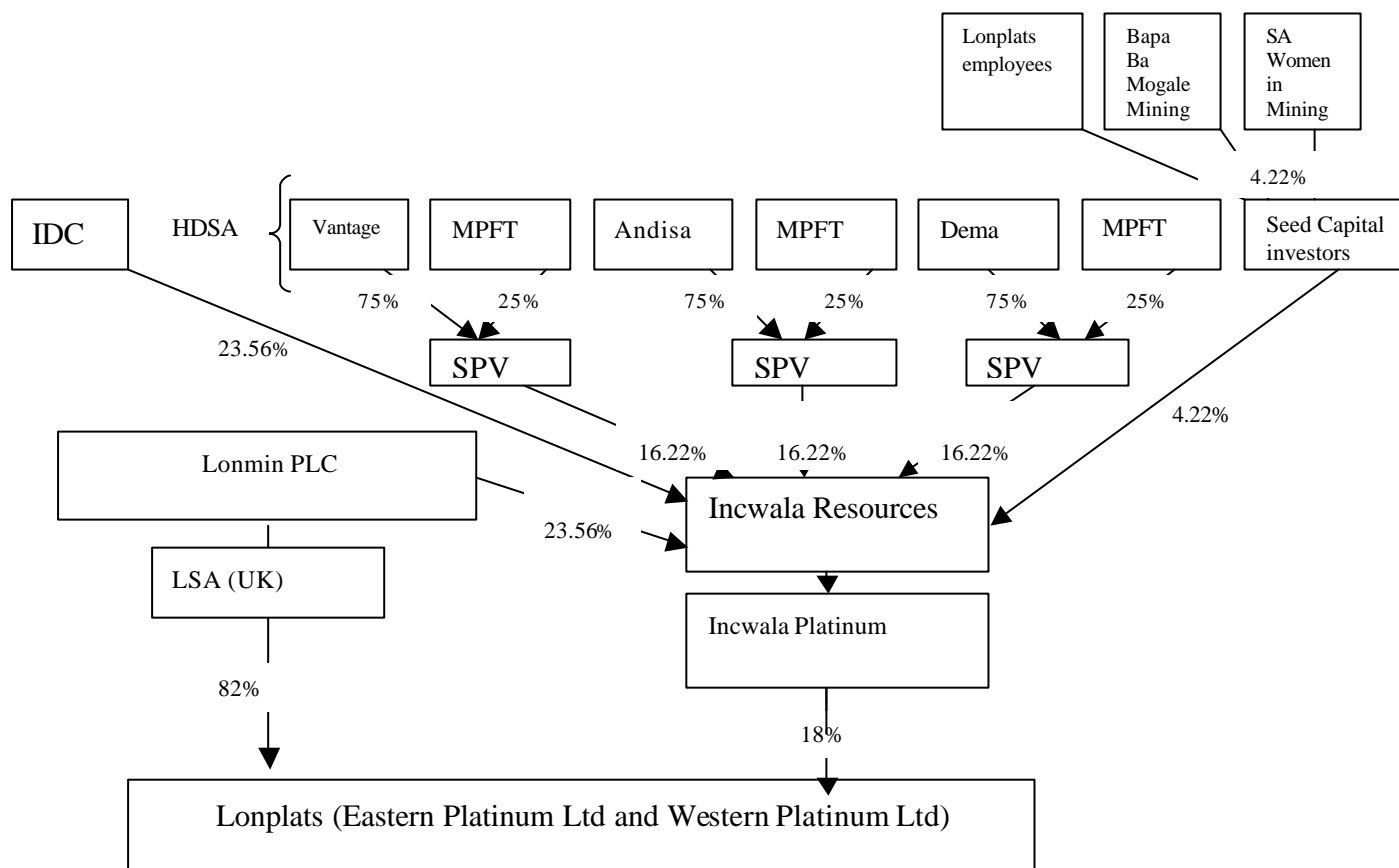 Lonplats
employees
Bapa
Ba
Mogale
Mining
SA
Women
in
Mining
4.22%
IDC
HDSA
Vantage
MPFT
Andisa
MPFT
Dema
MPFT
Seed Capital
investors
75%
25%
75%
25%
75%
25%
23.56%
SPV
SPV
SPV
4.22%
Lonmin PLC
16.22%
16.22%
16.22%
Incwala Resources
23.56%
LSA (UK)
Incwala Platinum
82%
18%
Lonplats (Eastern Platinum Ltd and Western Platinum Ltd)